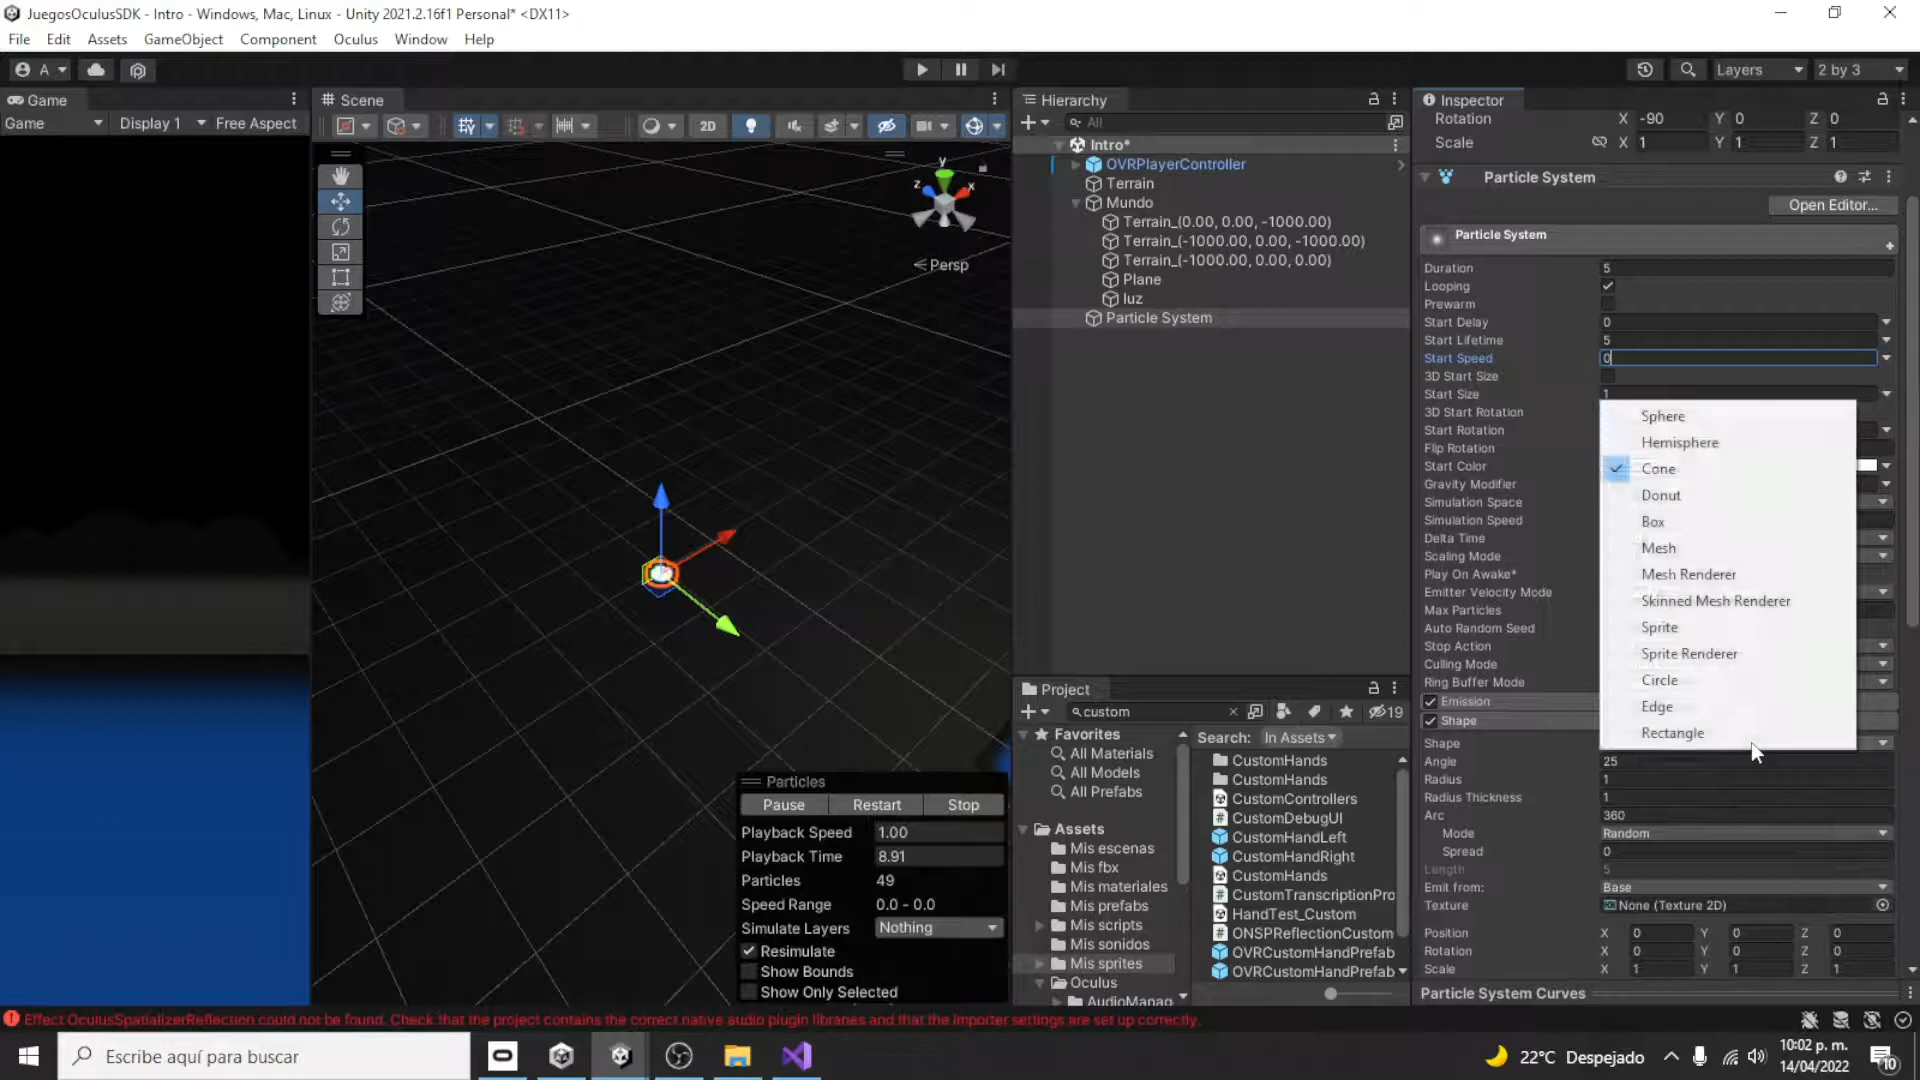 JuegosOculusSDK - Intro - Windows, Mac, Linux - Unity 2021.2.16f1 Personal* <DX11>
File Edit Assets GameObject Component Oculus Window Help
A
Layers 2 by 3
Game
Game Display 1 Free Aspect
Scene
2D
y
z x
Persp
Particles
Pause Restart Stop
Playback Speed 1.00
Playback Time 8.91
Particles 49
Speed Range 0.0 - 0.0
Simulate Layers Nothing
Resimulate
Show Bounds
Show Only Selected
Hierarchy
All
Intro*
OVRPlayerController
Terrain
Mundo
Terrain_(0.00, 0.00, -1000.00)
Terrain_(-1000.00, 0.00, -1000.00)
Terrain_(-1000.00, 0.00, 0.00)
Plane
luz
Particle System
Project
custom 19
Favorites
All Materials
All Models
All Prefabs
Assets
Mis escenas
Mis fbx
Mis materiales
Mis prefabs
Mis scripts
Mis sonidos
Mis sprites
Oculus
AudioManag
Search: In Assets
CustomHands
CustomHands
CustomControllers
CustomDebugUI
CustomHandLeft
CustomHandRight
CustomHands
CustomTranscriptionPro
HandTest_Custom
ONSPReflectionCustom
OVRCustomHandPrefab
OVRCustomHandPrefab
Inspector
Rotation X -90 Y 0 Z 0
Scale X 1 Y 1 Z 1
Particle System
Open Editor...
Particle System
Duration 5
Looping
Prewarm
Start Delay 0
Start Lifetime 5
Start Speed 0
3D Start Size
Start Size 1
3D Start Rotation
Start Rotation
Flip Rotation
Start Color
Gravity Modifier
Simulation Space
Simulation Speed
Delta Time
Scaling Mode
Play On Awake*
Emitter Velocity Mode
Max Particles
Auto Random Seed
Stop Action
Culling Mode
Ring Buffer Mode
Emission
Shape
Sphere
Hemisphere
Cone
Donut
Box
Mesh
Mesh Renderer
Skinned Mesh Renderer
Sprite
Sprite Renderer
Circle
Edge
Rectangle
Shape
Angle 25
Radius 1
Radius Thickness 1
Arc 360
Mode Random
Spread 0
Length 5
Emit from: Base
Texture None (Texture 2D)
Position X 0 Y 0 Z 0
Rotation X 0 Y 0 Z 0
Scale X 1 Y 1 Z 1
Particle System Curves
Effect OculusSpatializerReflection could not be found. Check that the project contains the correct native audio plugin libraries and that the importer settings are set up correctly.
Escribe aquí para buscar
22°C Despejado
10:02 p. m.
14/04/2022
10